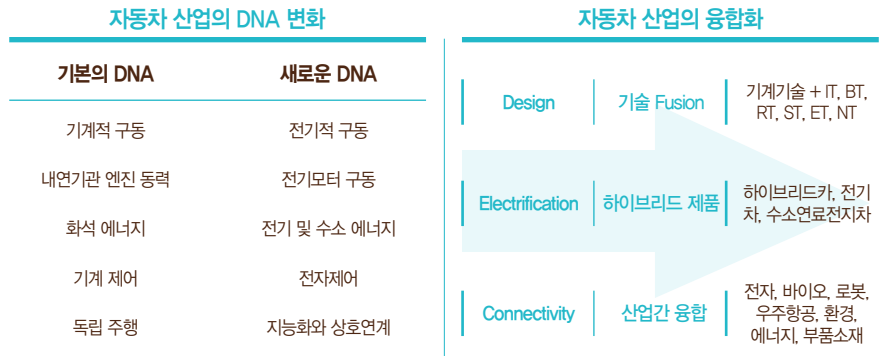 자동차 산업의 DNA 변화
기본의 DNA 새로운 DNA
기계적 구동 전기적 구동
내연기관 엔진 동력 전기모터 구동
화석 에너지 전기 및 수소 에너지
기계 제어 전자제어
독립 주행 지능화와 상호연계
자동차 산업의 융합화
Design
기술 Fusion
기계기술 + IT, BT,
RT, ST, ET, NT
Electrification
하이브리드 제품
하이브리드카, 전기
차, 수소연료전지차
Connectivity
산업간 융합
전자, 바이오, 로봇,
우주항공, 환경,
에너지, 부품소재